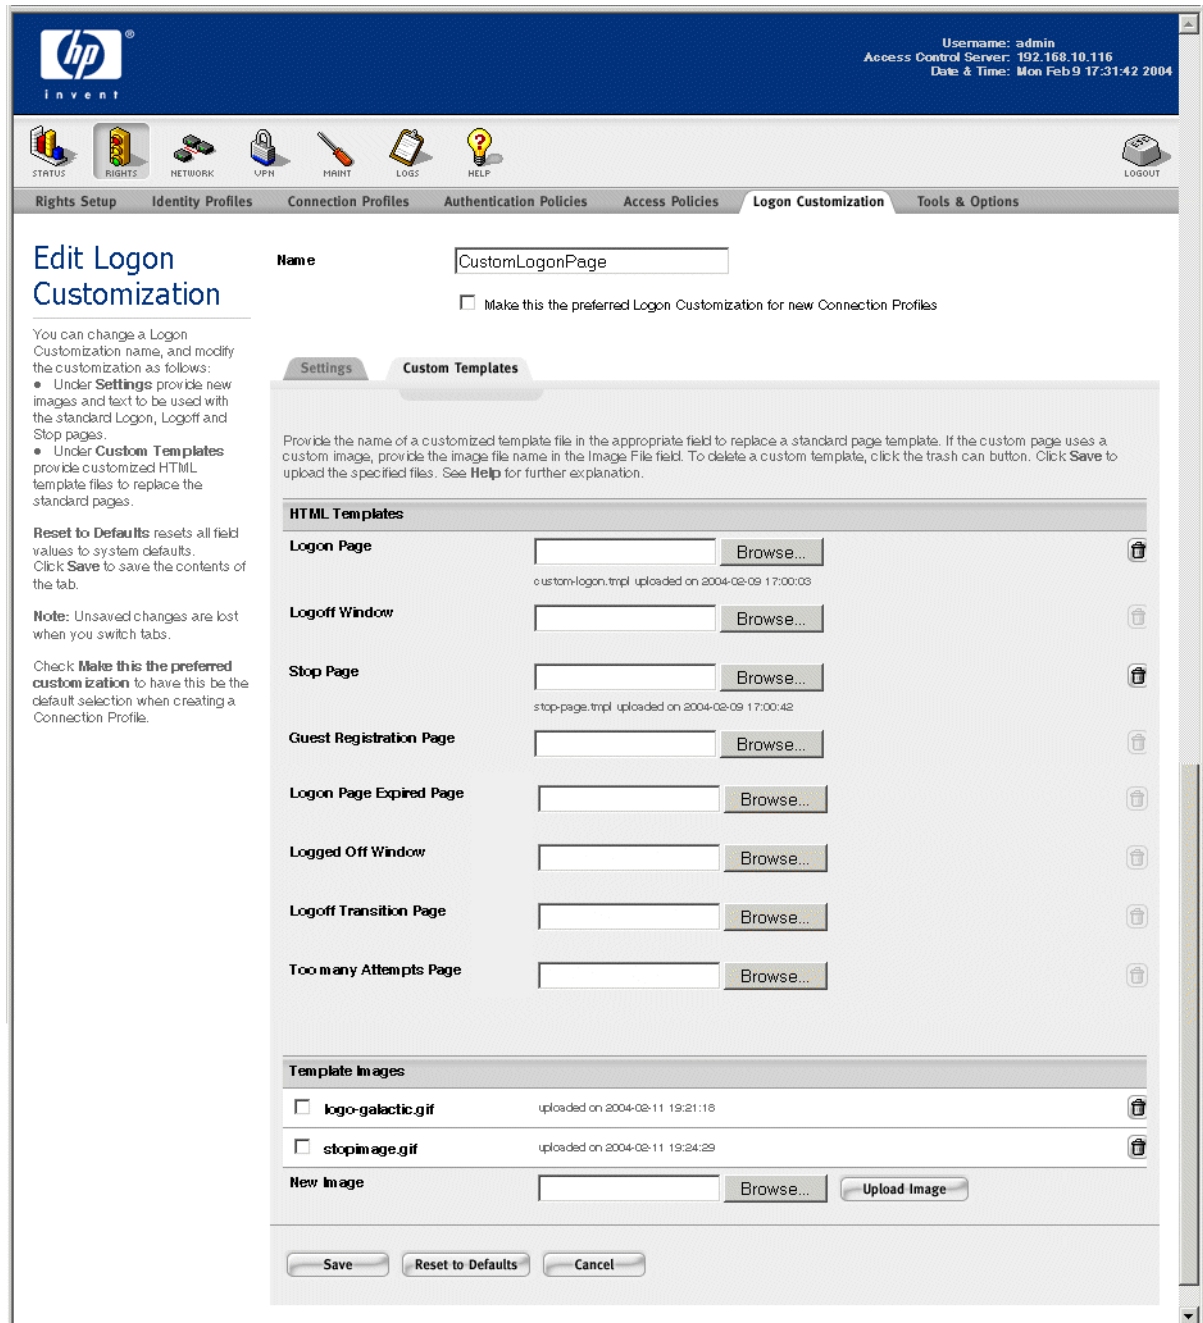 hp
®
invent
Username: admin
Access Control Server: 192.168.10.116
Date & Time: Mon Feb 9 17:31:42 2004
STATUS
RIGHTS
NETWORK
VPN
MAINT
LOGS
HELP
LOGOUT
Rights Setup
Identity Profiles
Connection Profiles
Authentication Policies
Access Policies
Logon Customization
Tools & Options
Edit Logon
Customization
You can change a Logon
Customization name, and modify
the customization as follows:
● Under Settings provide new
images and text to be used with
the standard Logon, Logoff and
Stop pages.
● Under Custom Templates
provide customized HTML
template files to replace the
standard pages.
Reset to Defaults resets all field
values to system defaults.
Click Save to save the contents of
the tab.
Note: Unsaved changes are lost
when you switch tabs.
Check Make this the preferred
customization to have this be the
default selection when creating a
Connection Profile.
Name
CustomLogonPage
Make this the preferred Logon Customization for new Connection Profiles
Settings
Custom Templates
Provide the name of a customized template file in the appropriate field to replace a standard page template. If the custom page uses a
custom image, provide the image file name in the Image File field. To delete a custom template, click the trash can button. Click Save to
upload the specified files. See Help for further explanation.
HTML Templates
Logon Page
Browse...
custom-logon.tmpl uploaded on 2004-02-09 17:00:03
Logoff Window
Browse...
Stop Page
Browse...
stop-page.tmpl uploaded on 2004-02-09 17:00:42
Guest Registration Page
Browse...
Logon Page Expired Page
Browse...
Logged Off Window
Browse...
Logoff Transition Page
Browse...
Too many Attempts Page
Browse...
Template Images
logo-galactic.gif
uploaded on 2004-02-11 19:21:18
stopimage.gif
uploaded on 2004-02-11 19:24:29
New Image
Browse...
Upload Image
Save
Reset to Defaults
Cancel